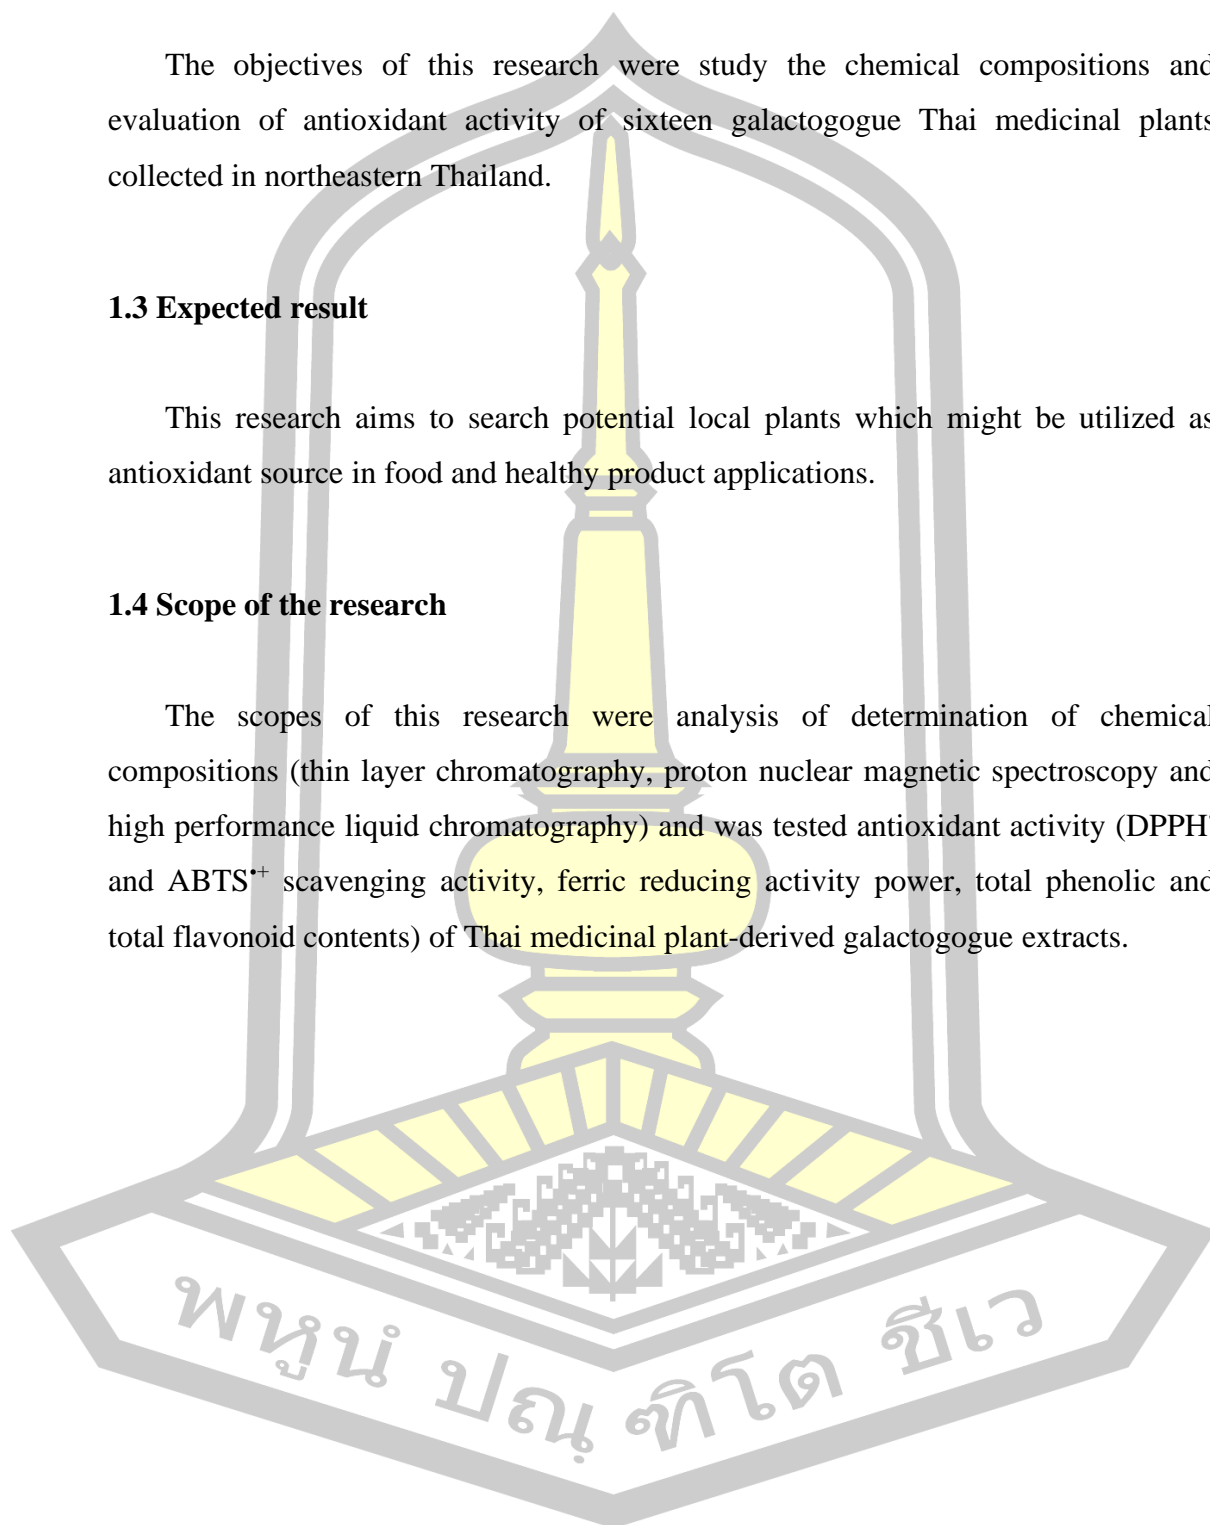 The objectives of this research were study the chemical compositions and
evaluation of antioxidant activity of sixteen galactogogue Thai medicinal plants
collected in northeastern Thailand.
1.3 Expected result
This research aims to search potential local plants which might be utilized as
antioxidant source in food and healthy product applications.
1.4 Scope of the research
The scopes of this research were analysis of determination of chemical
compositions (thin layer chromatography, proton nuclear magnetic spectroscopy and
high performance liquid chromatography) and was tested antioxidant activity (DPPH•
and ABTS•+ scavenging activity, ferric reducing activity power, total phenolic and
total flavonoid contents) of Thai medicinal plant-derived galactogogue extracts.
พหูนํ ปณฺ ฑิโต ชีเว